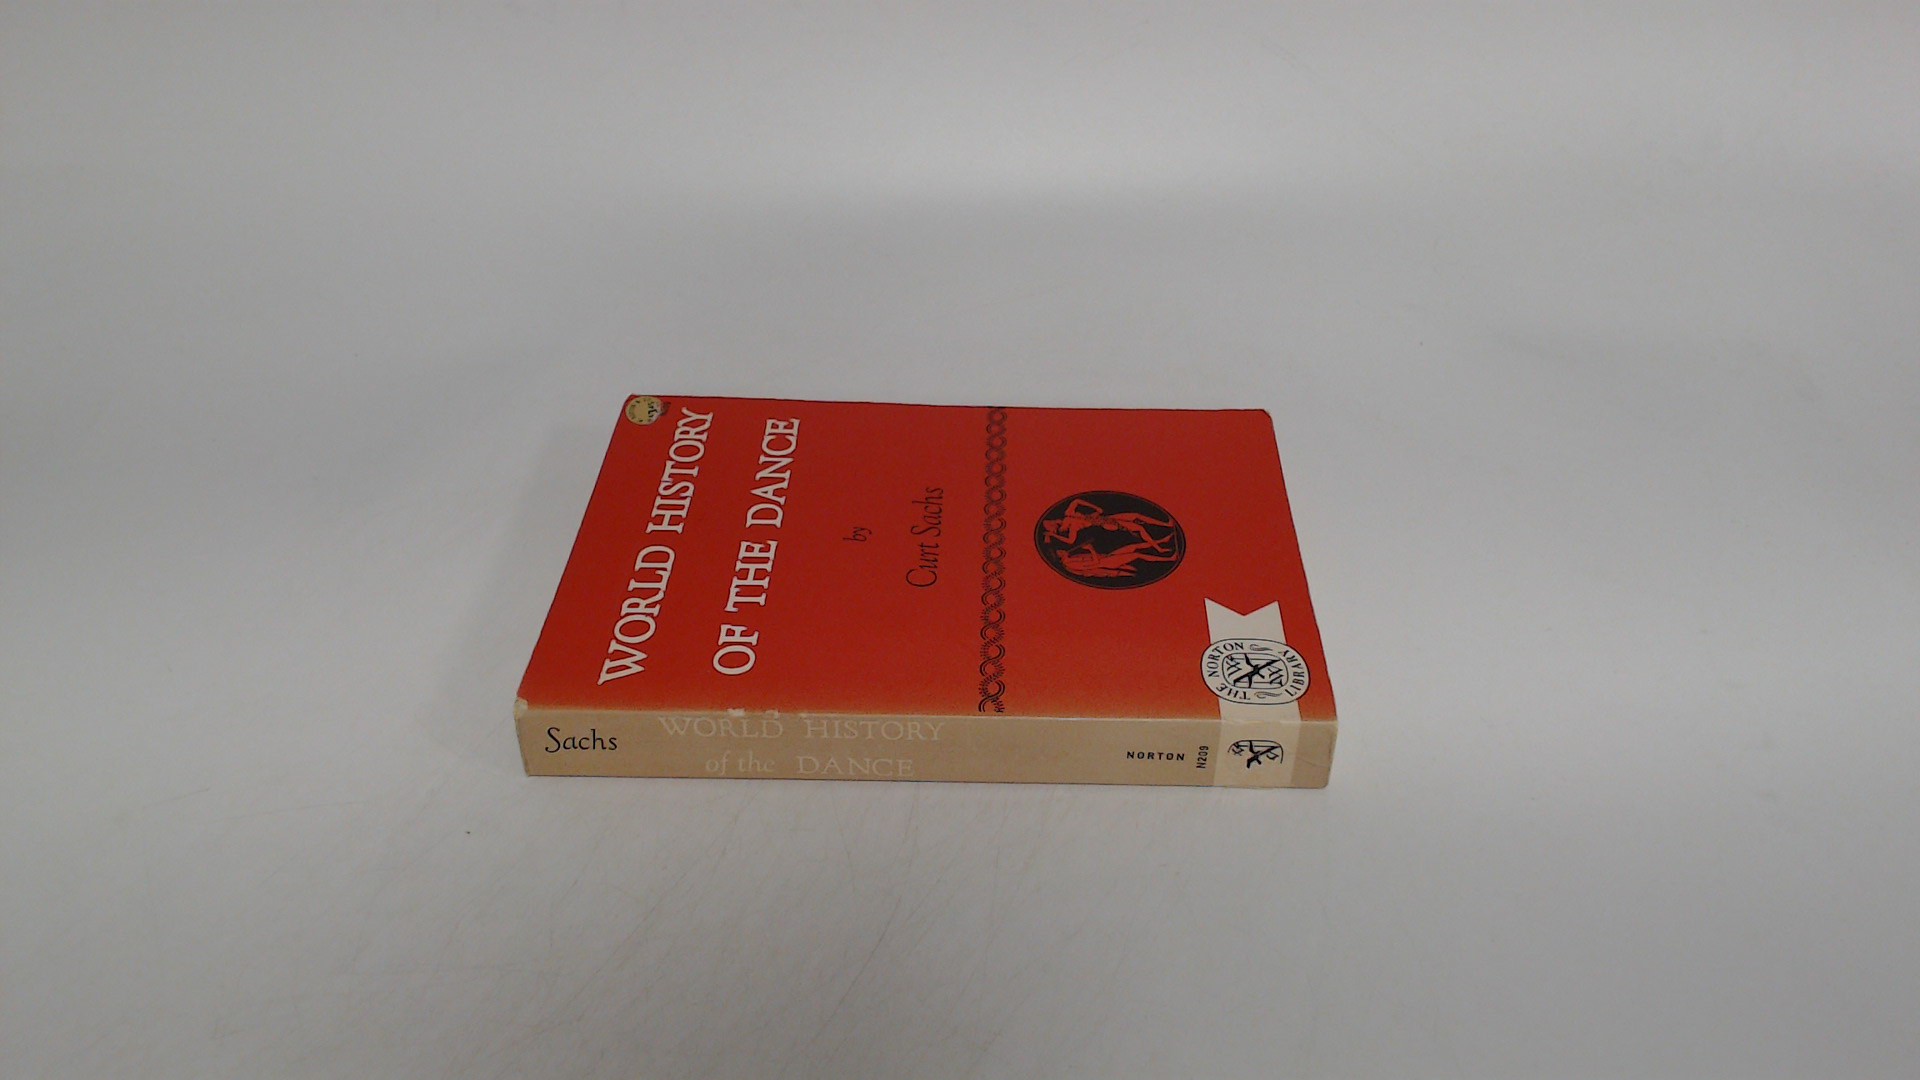 WORLD HISTORY
OF THE DANCE
by
Curt Sachs
THE NORTON LIBRARY
Sachs
WORLD HISTORY
of the DANCE
NORTON
N209